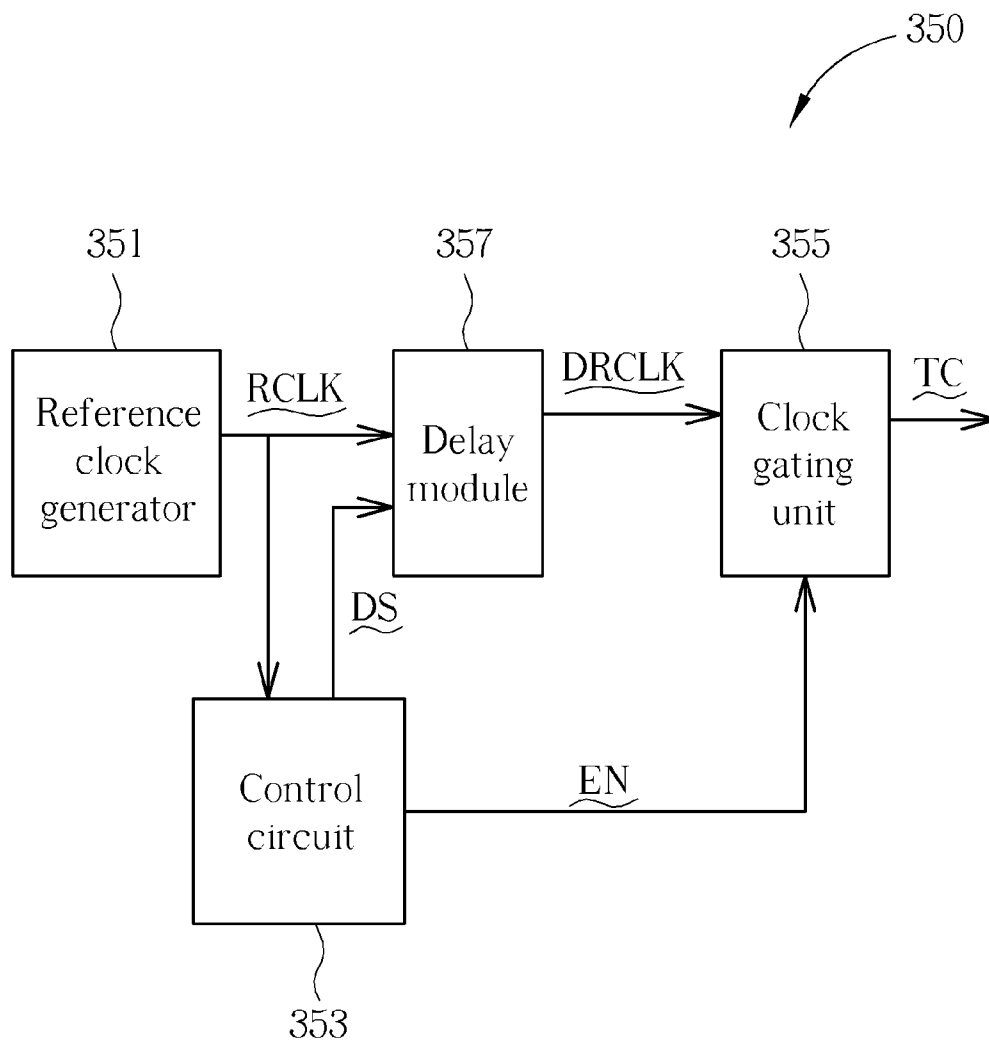 350
351
357
355
Reference
clock
generator
RCLK
Delay
module
DRCLK
Clock
gating
unit
TC
DS
Control
circuit
EN
353